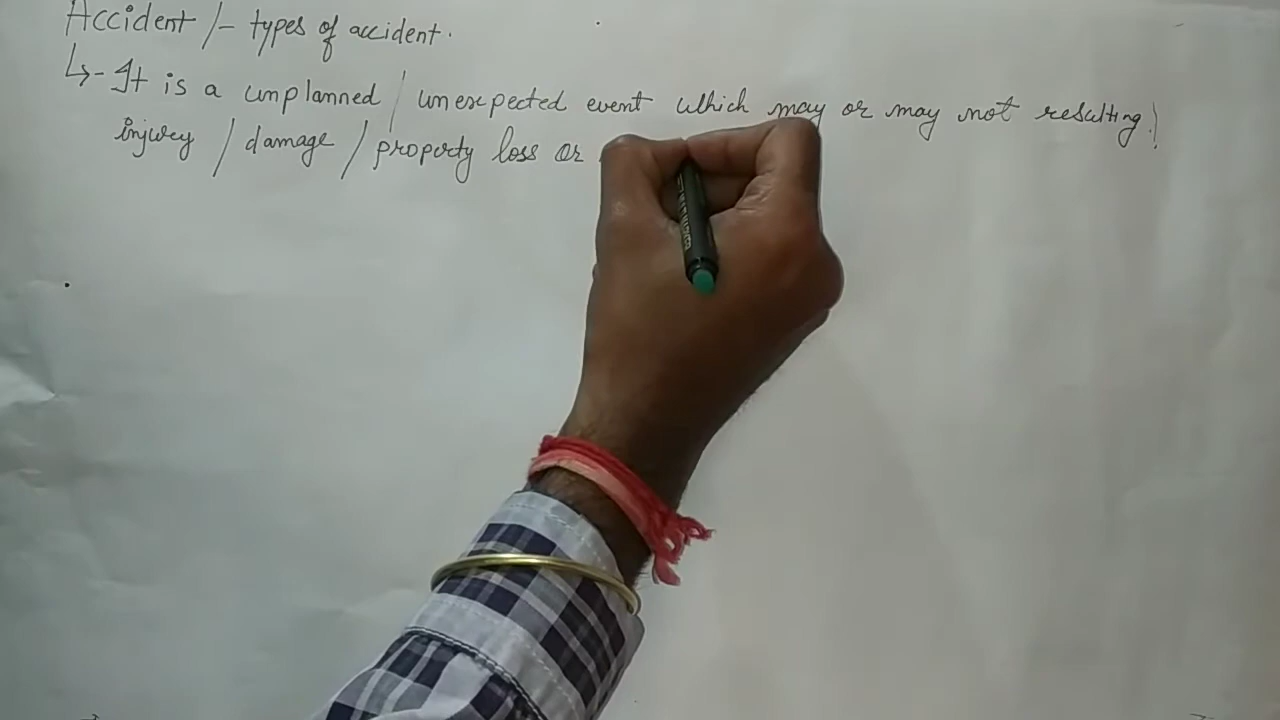 Accident /- types of accident.
↳- It is a unplanned / unexpected event which may or may not resulting /
Injury / damage / property loss or